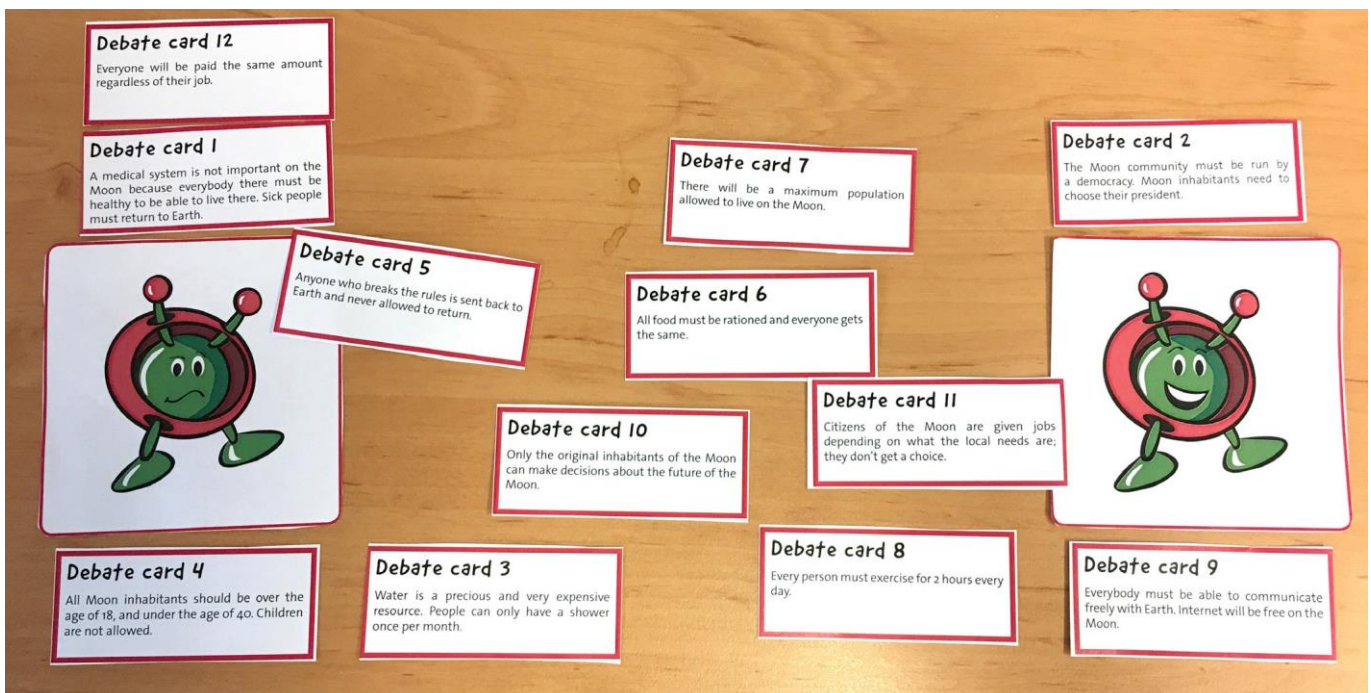 Debate card 12
Everyone will be paid the same amount
regardless of their job.
Debate card 1
A medical system is not important on the
Moon because everybody there must be
healthy to be able to live there. Sick people
must return to Earth.
Debate card 7
There will be a maximum population
allowed to live on the Moon.
Debate card 2
The Moon community must be run by
a democracy. Moon inhabitants need to
choose their president.
Debate card 5
Anyone who breaks the rules is sent back to
Earth and never allowed to return.
Debate card 6
All food must be rationed and everyone gets
the same.
Debate card 10
Only the original inhabitants of the Moon
can make decisions about the future of the
Moon.
Debate card 11
Citizens of the Moon are given jobs
depending on what the local needs are;
they don't get a choice.
Debate card 4
All Moon inhabitants should be over the
age of 18, and under the age of 40. Children
are not allowed.
Debate card 3
Water is a precious and very expensive
resource. People can only have a shower
once per month.
Debate card 8
Every person must exercise for 2 hours every
day.
Debate card 9
Everybody must be able to communicate
freely with Earth. Internet will be free on the
Moon.